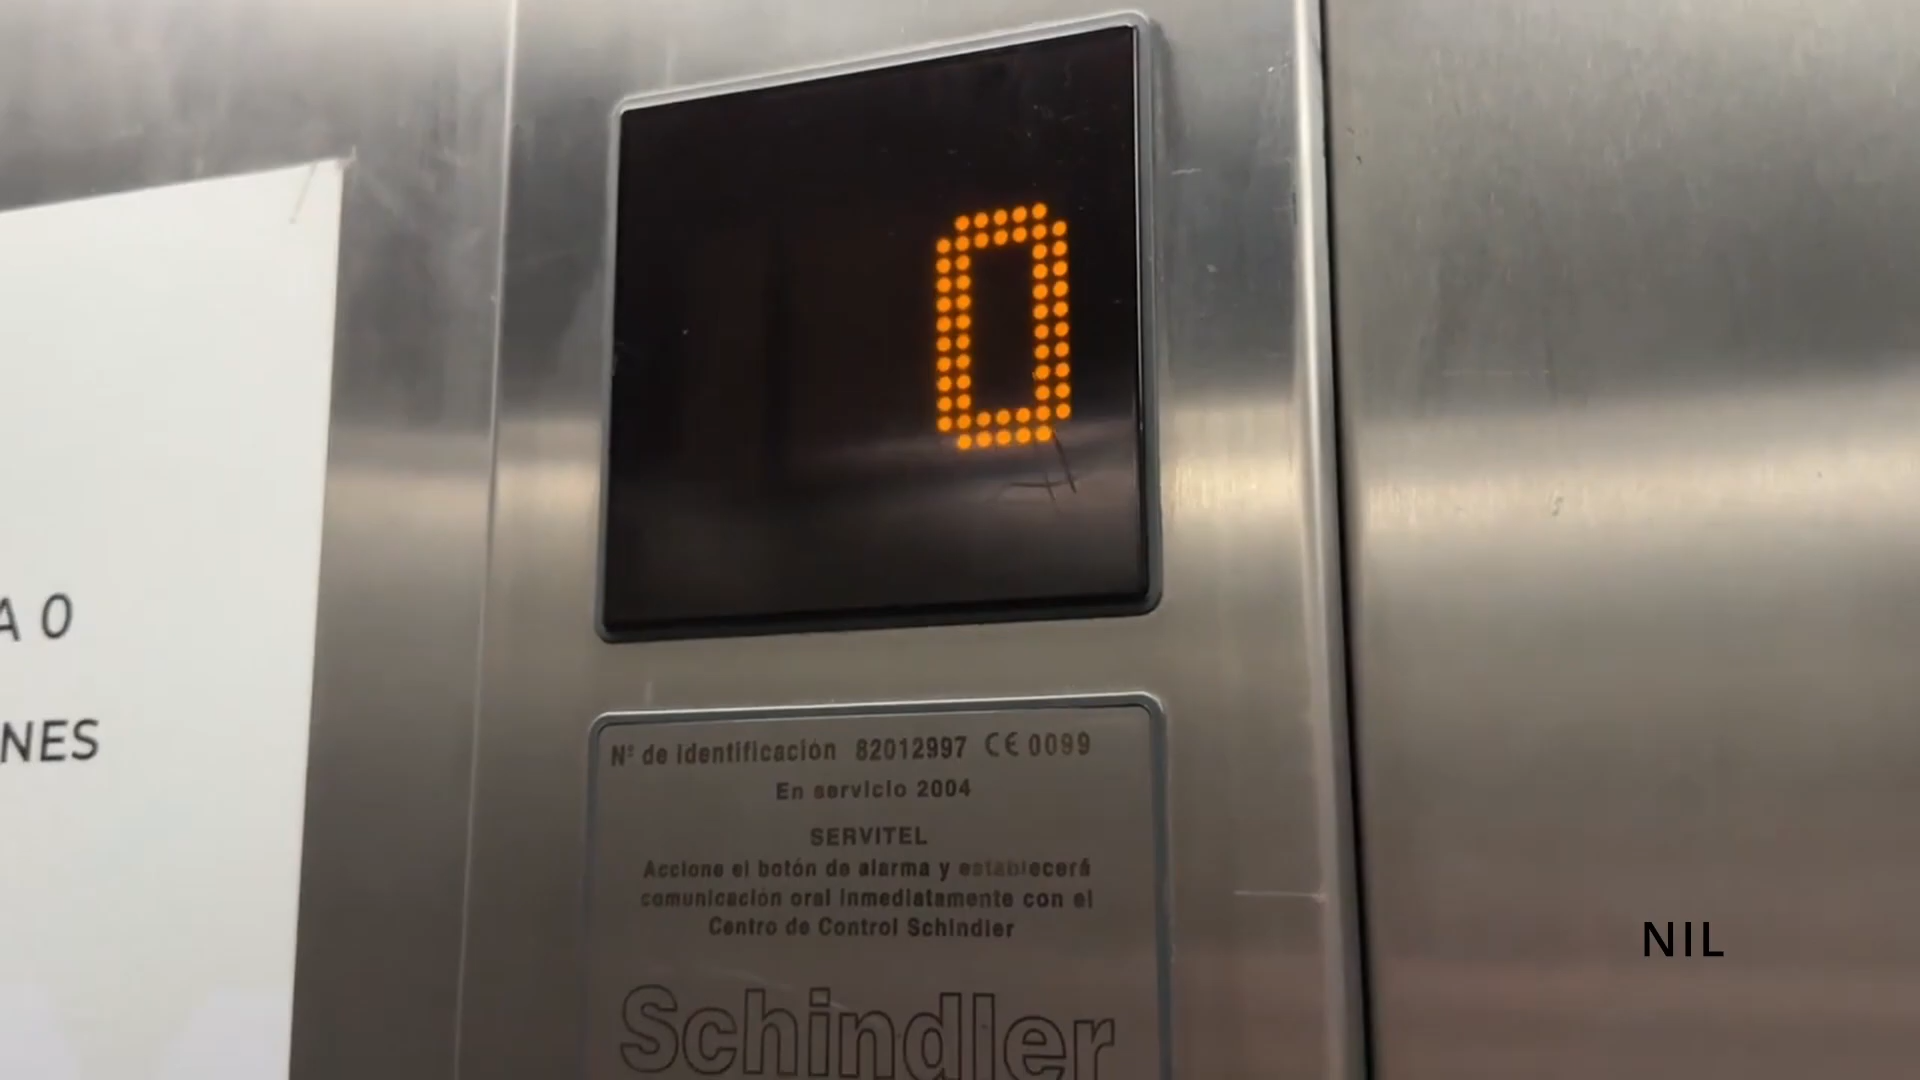 0
A O
NES
Nº de identificación 82012997 CE 0099
En servicio 2004
SERVITEL
Accione el botón de alarma y establecerá
comunicación oral inmediatamente con el
Centro de Control Schindler
Schindler
NIL